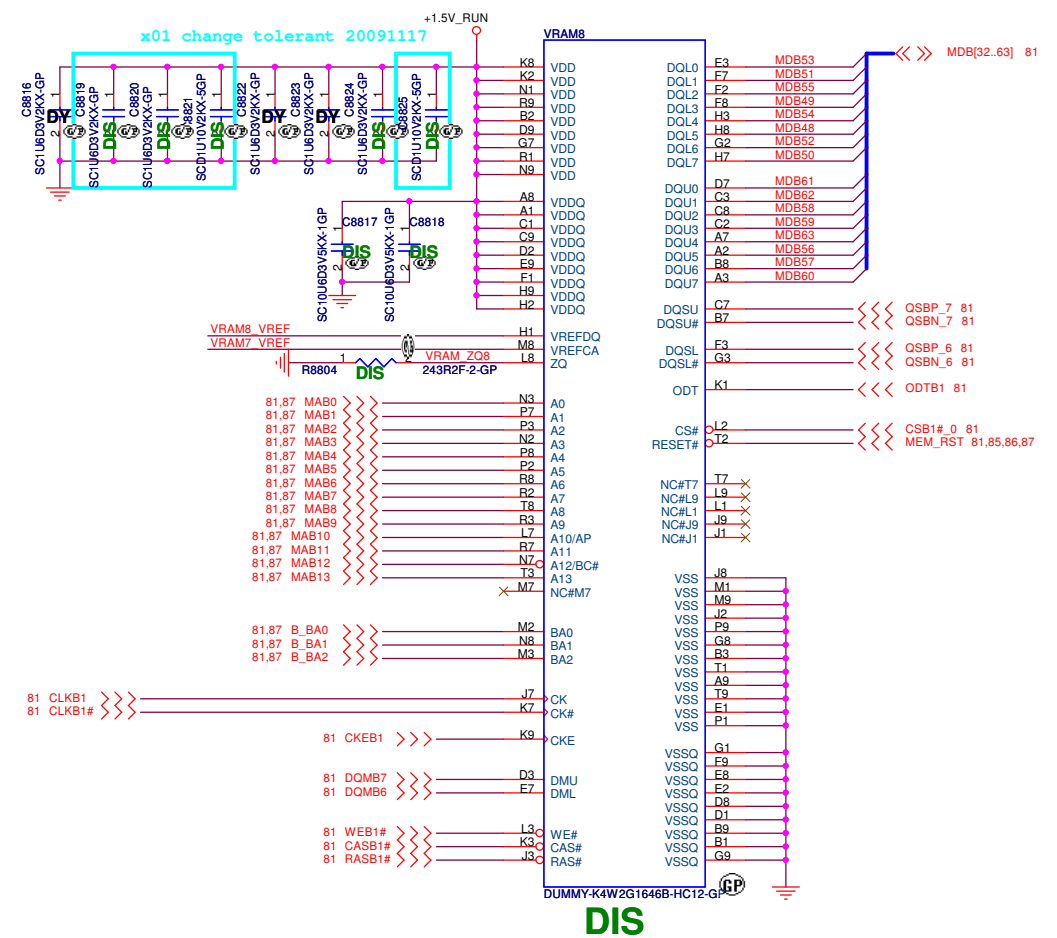 +1.5V_RUN
x01 change tolerant 20091117
VRAM8
C8816
SC1U6D3V2KX-GP
DY
C8819
SC1U6D3V2KX-GP
DIS
C8820
SC1U6D3V2KX-GP
DIS
C8821
SCD1U10V2KX-5GP
DIS
C8822
SC1U6D3V2KX-GP
DY
C8823
SC1U6D3V2KX-GP
DY
C8824
SC1U6D3V2KX-GP
DIS
C8825
SCD1U10V2KX-5GP
DIS
1 2
K8 VDD
K2 VDD
N1 VDD
R9 VDD
B2 VDD
D9 VDD
G7 VDD
R1 VDD
N9 VDD
A8 VDDQ
A1 VDDQ
C1 VDDQ
C9 VDDQ
D2 VDDQ
E9 VDDQ
F1 VDDQ
H9 VDDQ
H2 VDDQ
C8817
SC10U6D3V5KX-1GP
DIS
C8818
SC10U6D3V5KX-1GP
DIS
VRAM8_VREF H1 VREFDQ
VRAM7_VREF M8 VREFCA
R8804 1 2 VRAM_ZQ8 L8 ZQ
DIS 243R2F-2-GP
81,87 MAB0 N3 A0
81,87 MAB1 P7 A1
81,87 MAB2 P3 A2
81,87 MAB3 N2 A3
81,87 MAB4 P8 A4
81,87 MAB5 P2 A5
81,87 MAB6 R8 A6
81,87 MAB7 R2 A7
81,87 MAB8 T8 A8
81,87 MAB9 R3 A9
81,87 MAB10 L7 A10/AP
81,87 MAB11 R7 A11
81,87 MAB12 N7 A12/BC#
81,87 MAB13 T3 A13
M7 NC#M7
81,87 B_BA0 M2 BA0
81,87 B_BA1 N8 BA1
81,87 B_BA2 M3 BA2
81 CLKB1 J7 CK
81 CLKB1# K7 CK#
81 CKEB1 K9 CKE
81 DQMB7 D3 DMU
81 DQMB6 E7 DML
81 WEB1# L3 WE#
81 CASB1# K3 CAS#
81 RASB1# J3 RAS#
DQL0 E3 MDB53
DQL1 F7 MDB51
DQL2 F2 MDB55
DQL3 F8 MDB49
DQL4 H3 MDB54
DQL5 H8 MDB48
DQL6 G2 MDB52
DQL7 H7 MDB50
MDB[32..63] 81
DQU0 D7 MDB61
DQU1 C3 MDB62
DQU2 C8 MDB58
DQU3 C2 MDB59
DQU4 A7 MDB63
DQU5 A2 MDB56
DQU6 B8 MDB57
DQU7 A3 MDB60
DQSU C7 QSBP_7 81
DQSU# B7 QSBN_7 81
DQSL F3 QSBP_6 81
DQSL# G3 QSBN_6 81
ODT K1 ODTB1 81
CS# L2 CSB1#_0 81
RESET# T2 MEM_RST 81,85,86,87
NC#T7 T7
NC#L9 L9
NC#L1 L1
NC#J9 J9
NC#J1 J1
VSS J8
VSS M1
VSS M9
VSS J2
VSS P9
VSS G8
VSS B3
VSS T1
VSS A9
VSS T9
VSS E1
VSS P1
VSSQ G1
VSSQ F9
VSSQ E8
VSSQ E2
VSSQ D8
VSSQ D1
VSSQ B9
VSSQ B1
VSSQ G9
DUMMY-K4W2G1646B-HC12-GP
GP
DIS